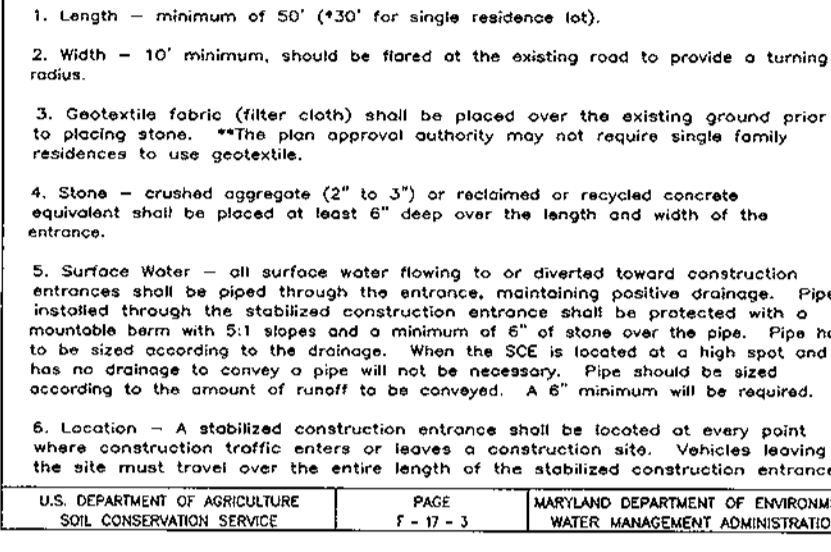 1. Length – minimum of 50' (*30' for single residence lot).
2. Width – 10' minimum, should be flared at the existing road to provide a turning
radius.
3. Geotextile fabric (filter cloth) shall be placed over the existing ground prior
to placing stone. **The plan approval authority may not require single family
residences to use geotextile.
4. Stone – crushed aggregate (2" to 3") or reclaimed or recycled concrete
equivalent shall be placed at least 6" deep over the length and width of the
entrance.
5. Surface Water – all surface water flowing to or diverted toward construction
entrances shall be piped through the entrance, maintaining positive drainage. Pipe
installed through the stabilized construction entrance shall be protected with a
mountable berm with 5:1 slopes and a minimum of 6" of stone over the pipe. Pipe ha
to be sized according to the drainage. When the SCE is located at a high spot and
has no drainage to convey a pipe will not be necessary. Pipe should be sized
according to the amount of runoff to be conveyed. A 6" minimum will be required.
6. Location – A stabilized construction entrance shall be located at every point
where construction traffic enters or leaves a construction site. Vehicles leaving
the site must travel over the entire length of the stabilized construction entrance
U.S. DEPARTMENT OF AGRICULTURE PAGE MARYLAND DEPARTMENT OF ENVIRONM
SOIL CONSERVATION SERVICE F - 17 - 3 WATER MANAGEMENT ADMINISTRATIO